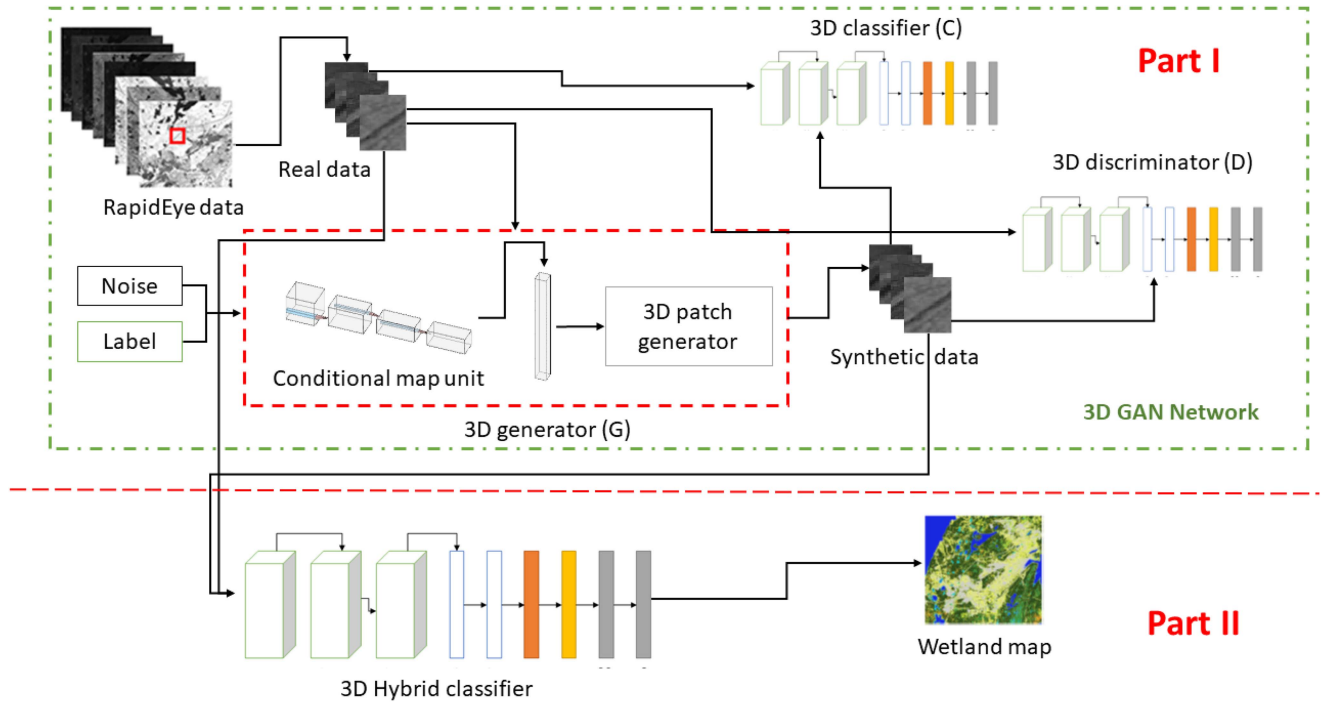 3D classifier (C)
Part I
Real data
3D discriminator (D)
RapidEye data
Noise
Label
3D patch
generator
Conditional map unit
Synthetic data
3D generator (G)
3D GAN Network
Wetland map
Part II
3D Hybrid classifier